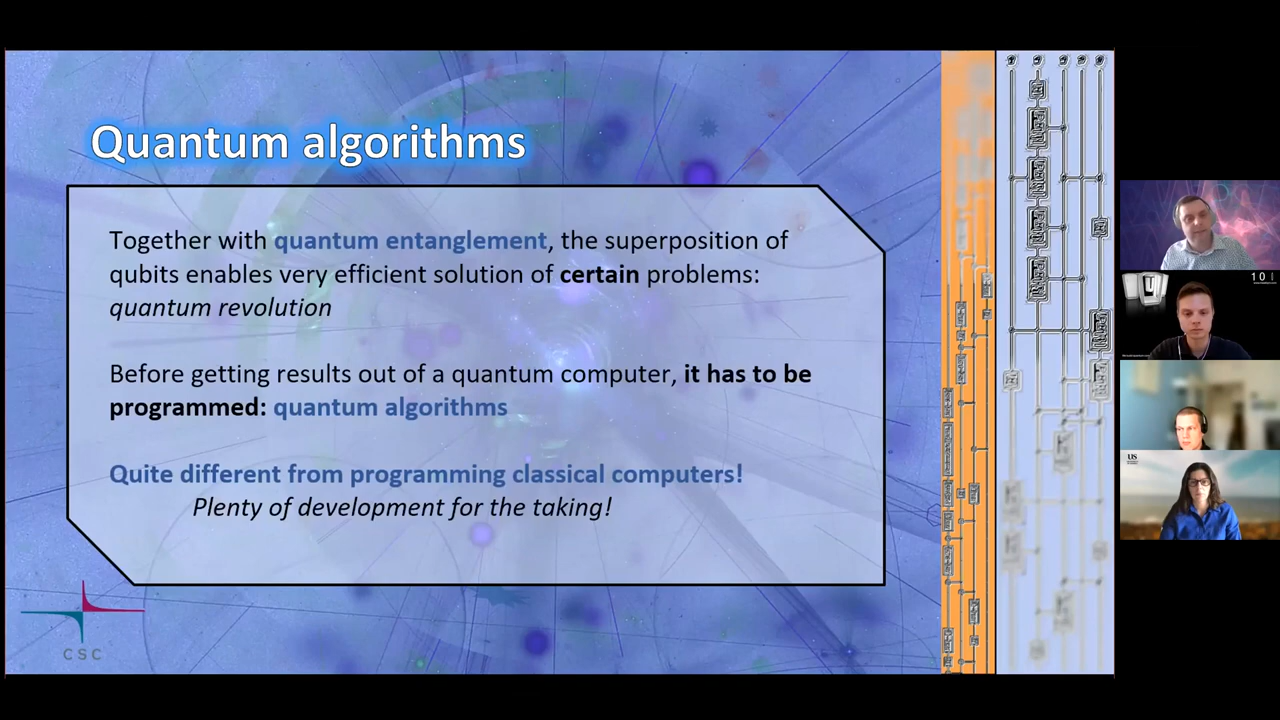 Quantum algorithms
Together with quantum entanglement, the superposition of
qubits enables very efficient solution of certain problems:
quantum revolution
Before getting results out of a quantum computer, it has to be
programmed: quantum algorithms
Quite different from programming classical computers!
Plenty of development for the taking!
CSC
US